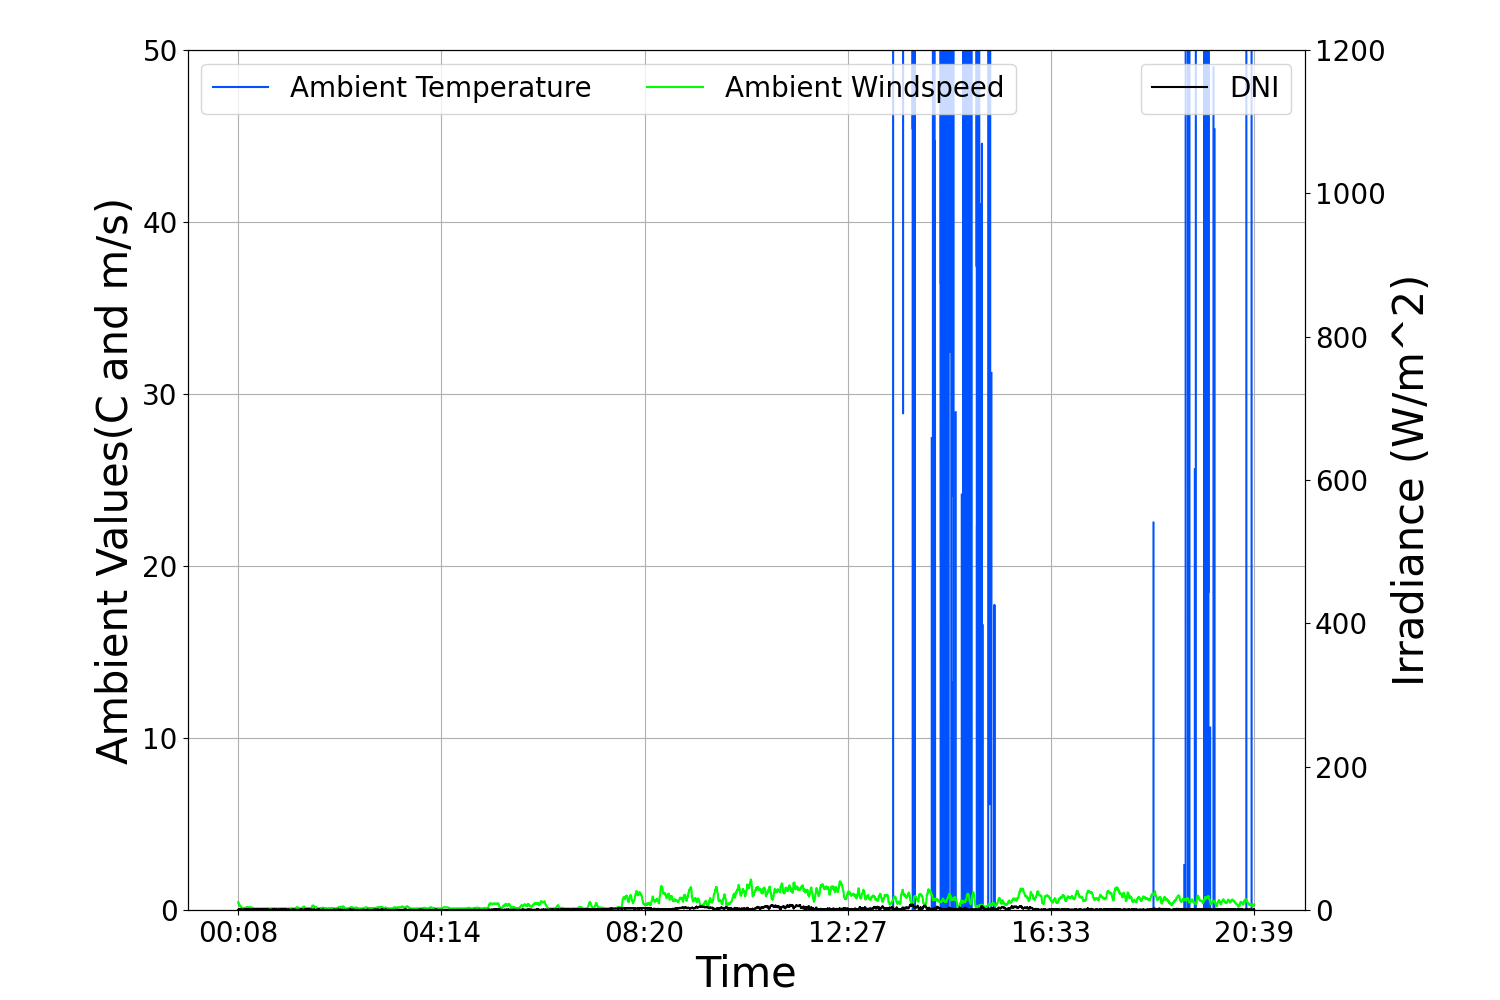 Ambient Temperature
Ambient Windspeed
DNI
Ambient Values(C and m/s)
50
40
30
20
10
0
1200
1000
800
600
400
200
0
Irradiance (W/m^2)
00:08 04:14 08:20 12:27 16:33 20:39
Time